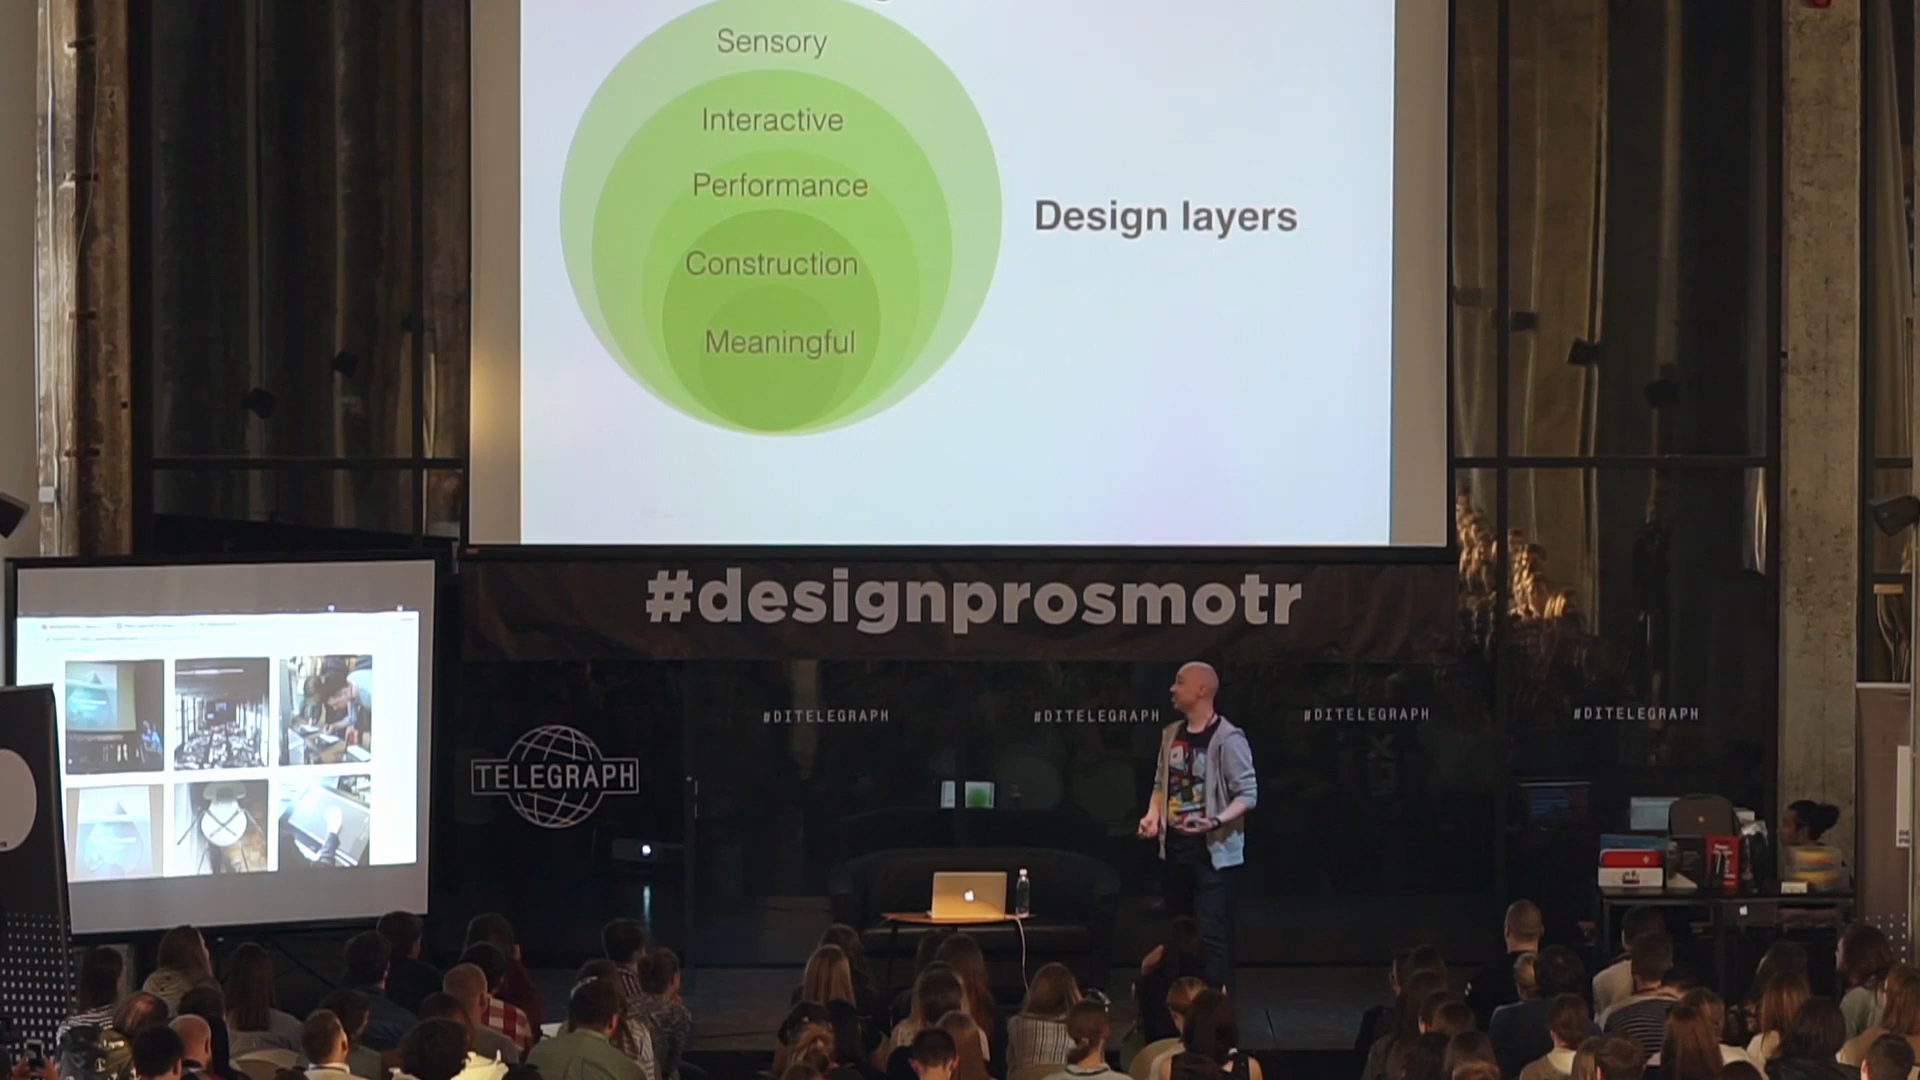 Sensory
Interactive
Performance
Construction
Meaningful
Design layers
#designprosmotr
#DITELEGRAPH
#DITELEGRAPH
#DITELEGRAPH
#DITELEGRAPH
TELEGRAPH